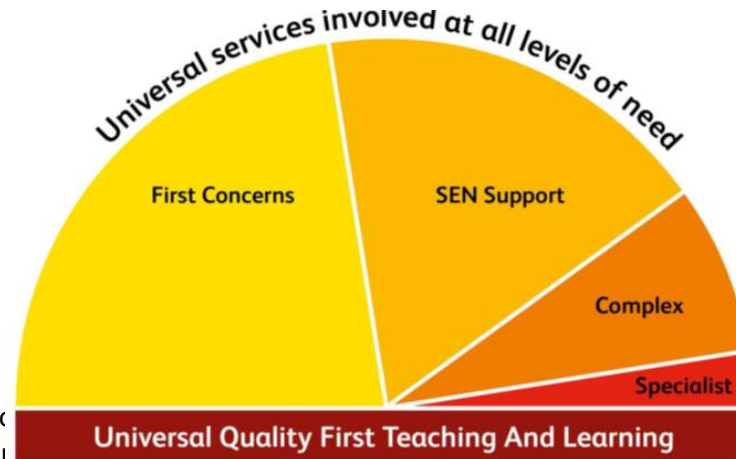 Universal services involved at all levels of need
First Concerns
SEN Support
Complex
Specialist
Universal Quality First Teaching And Learning